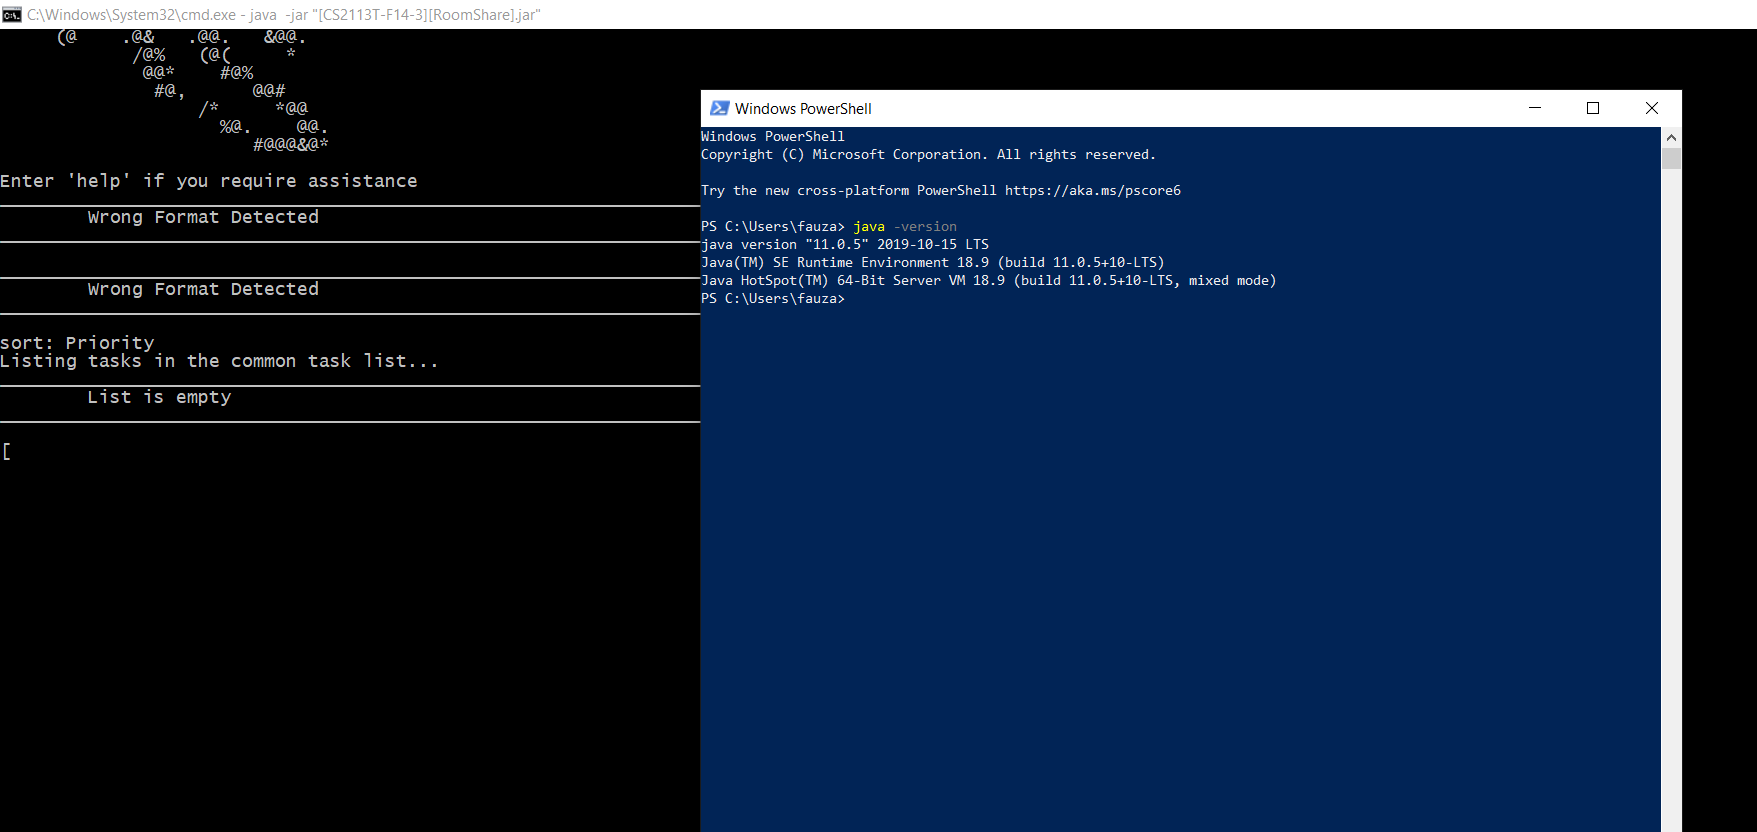 C:\Windows\System32\cmd.exe - java  -jar "[CS2113T-F14-3][RoomShare].jar"
(@    .@&   .@@.   &@@.
/@%   (@(     *
@@*    #@%
#@,      @@#
/*     *@@
%@.    @@.
#@@@&@*
Enter 'help' if you require assistance
Wrong Format Detected
Wrong Format Detected
sort: Priority
Listing tasks in the common task list...
List is empty
[
Windows PowerShell
Windows PowerShell
Copyright (C) Microsoft Corporation. All rights reserved.
Try the new cross-platform PowerShell https://aka.ms/pscore6
PS C:\Users\fauza> java -version
java version "11.0.5" 2019-10-15 LTS
Java(TM) SE Runtime Environment 18.9 (build 11.0.5+10-LTS)
Java HotSpot(TM) 64-Bit Server VM 18.9 (build 11.0.5+10-LTS, mixed mode)
PS C:\Users\fauza>